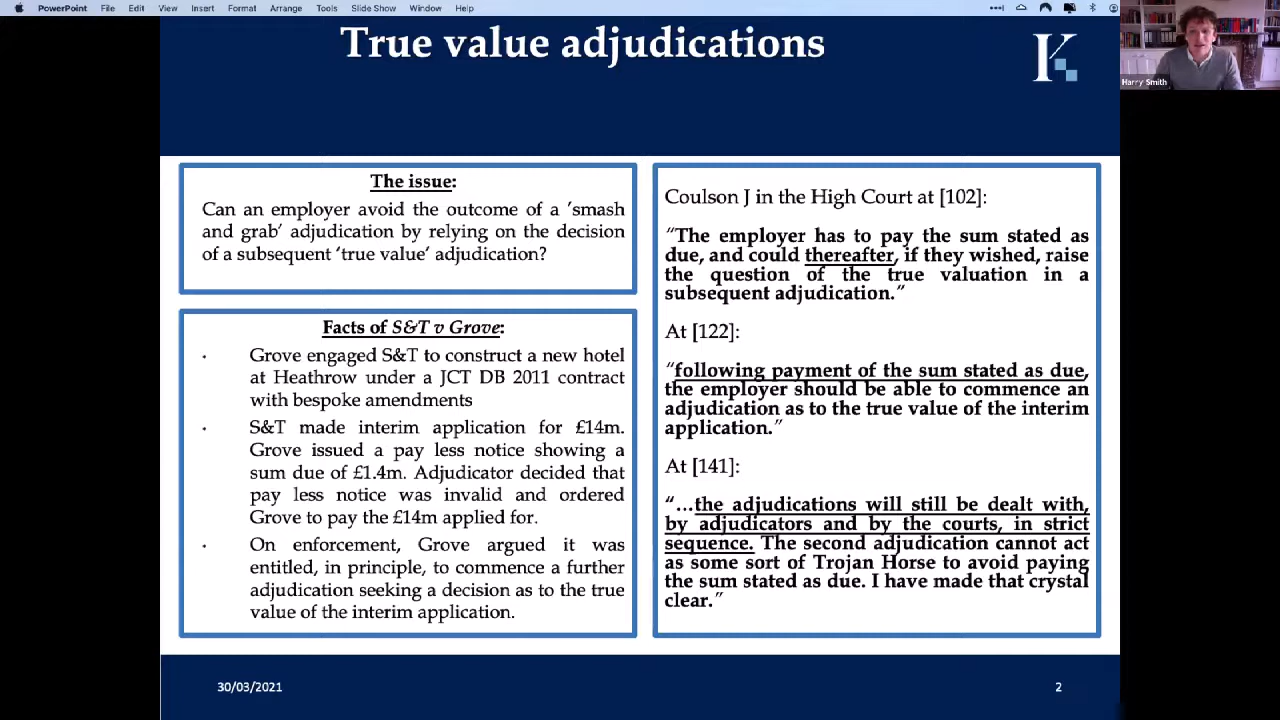 PowerPoint File Edit View Insert Format Arrange Tools Slide Show Window Help
True value adjudications
K
Harry Smith
The issue:
Can an employer avoid the outcome of a ‘smash
and grab’ adjudication by relying on the decision
of a subsequent ‘true value’ adjudication?
Facts of S&T v Grove:
· Grove engaged S&T to construct a new hotel
at Heathrow under a JCT DB 2011 contract
with bespoke amendments
· S&T made interim application for £14m.
Grove issued a pay less notice showing a
sum due of £1.4m. Adjudicator decided that
pay less notice was invalid and ordered
Grove to pay the £14m applied for.
· On enforcement, Grove argued it was
entitled, in principle, to commence a further
adjudication seeking a decision as to the true
value of the interim application.
Coulson J in the High Court at [102]:
“The employer has to pay the sum stated as
due, and could thereafter, if they wished, raise
the question of the true valuation in a
subsequent adjudication.”
At [122]:
“following payment of the sum stated as due,
the employer should be able to commence an
adjudication as to the true value of the interim
application.”
At [141]:
“…the adjudications will still be dealt with,
by adjudicators and by the courts, in strict
sequence. The second adjudication cannot act
as some sort of Trojan Horse to avoid paying
the sum stated as due. I have made that crystal
clear.”
30/03/2021
2